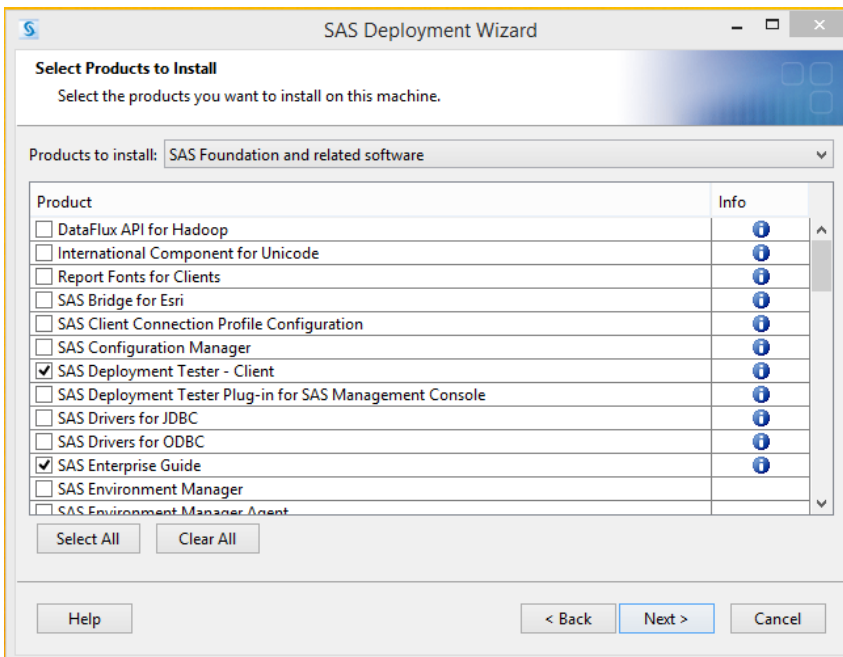 SAS Deployment Wizard
Select Products to Install
Select the products you want to install on this machine.
Products to install: SAS Foundation and related software
Product Info
DataFlux API for Hadoop
International Component for Unicode
Report Fonts for Clients
SAS Bridge for Esri
SAS Client Connection Profile Configuration
SAS Configuration Manager
SAS Deployment Tester - Client
SAS Deployment Tester Plug-in for SAS Management Console
SAS Drivers for JDBC
SAS Drivers for ODBC
SAS Enterprise Guide
SAS Environment Manager
SAS Environment Manager Agent
Select All Clear All
Help < Back Next > Cancel